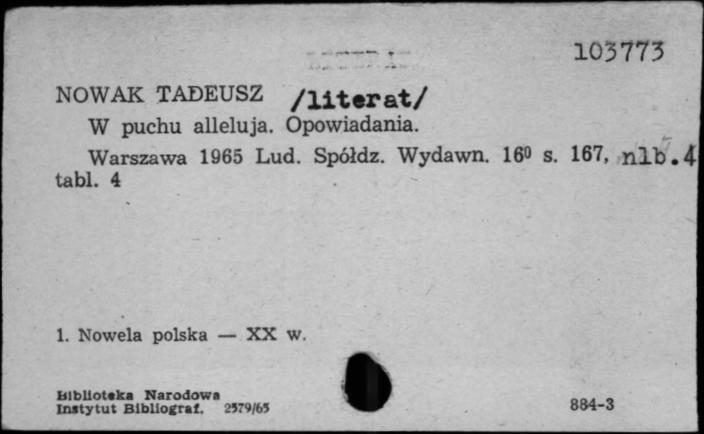 103773
NOWAK TADEUSZ /literat/
W puchu alleluja. Opowiadania.
Warszawa 1965 Lud. Spółdz. Wydawn. 16⁰ s. 167, nlb.4
tabl. 4
1. Nowela polska — XX w.
Biblioteka Narodowa
Instytut Bibliograf. 2579/65
884-3